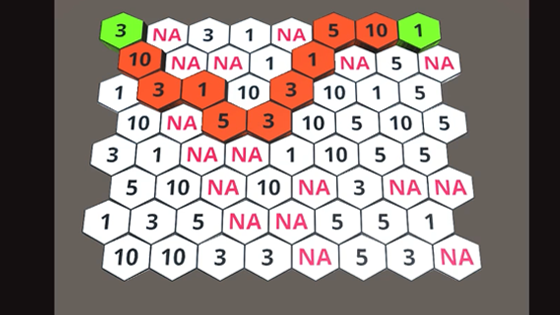 3 NA 3 1 NA 5 10 1
10 NA NA 1 1 NA 5 NA
1 3 1 10 3 10 1 5
10 NA 5 3 10 5 10 5
3 1 NA NA 1 10 5 5
5 10 NA 10 NA 3 NA NA
1 3 5 NA NA 5 5 1
10 10 3 3 NA 5 3 NA